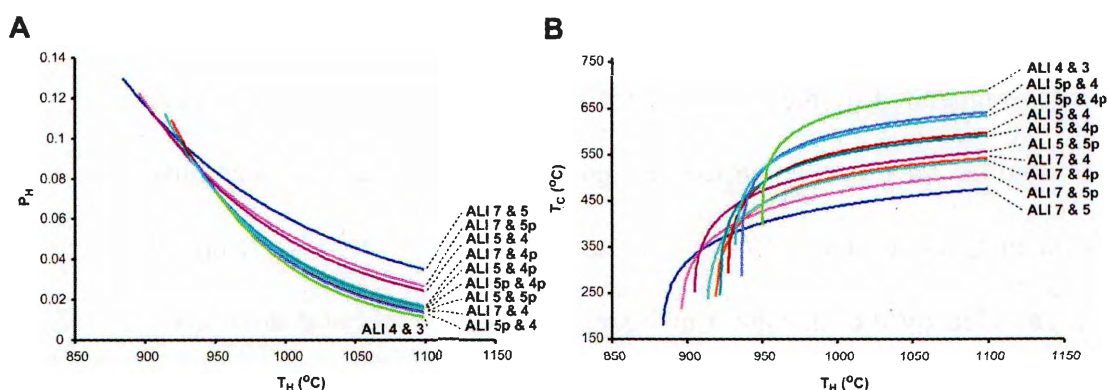 A
P_H
0.14
0.12
0.10
0.08
0.06
0.04
0.02
0
850
900
950
1000
1050
1100
1150
T_H (°C)
ALI 7 & 5
ALI 7 & 5p
ALI 5 & 4
ALI 7 & 4p
ALI 5 & 4p
ALI 5p & 4p
ALI 5 & 5p
ALI 7 & 4
ALI 5p & 4
ALI 4 & 3
B
T_C (°C)
750
650
550
450
350
250
150
850
900
950
1000
1050
1100
1150
T_H (°C)
ALI 4 & 3
ALI 5p & 4
ALI 5p & 4p
ALI 5 & 4
ALI 5 & 4p
ALI 5 & 5p
ALI 7 & 4
ALI 7 & 4p
ALI 7 & 5p
ALI 7 & 5